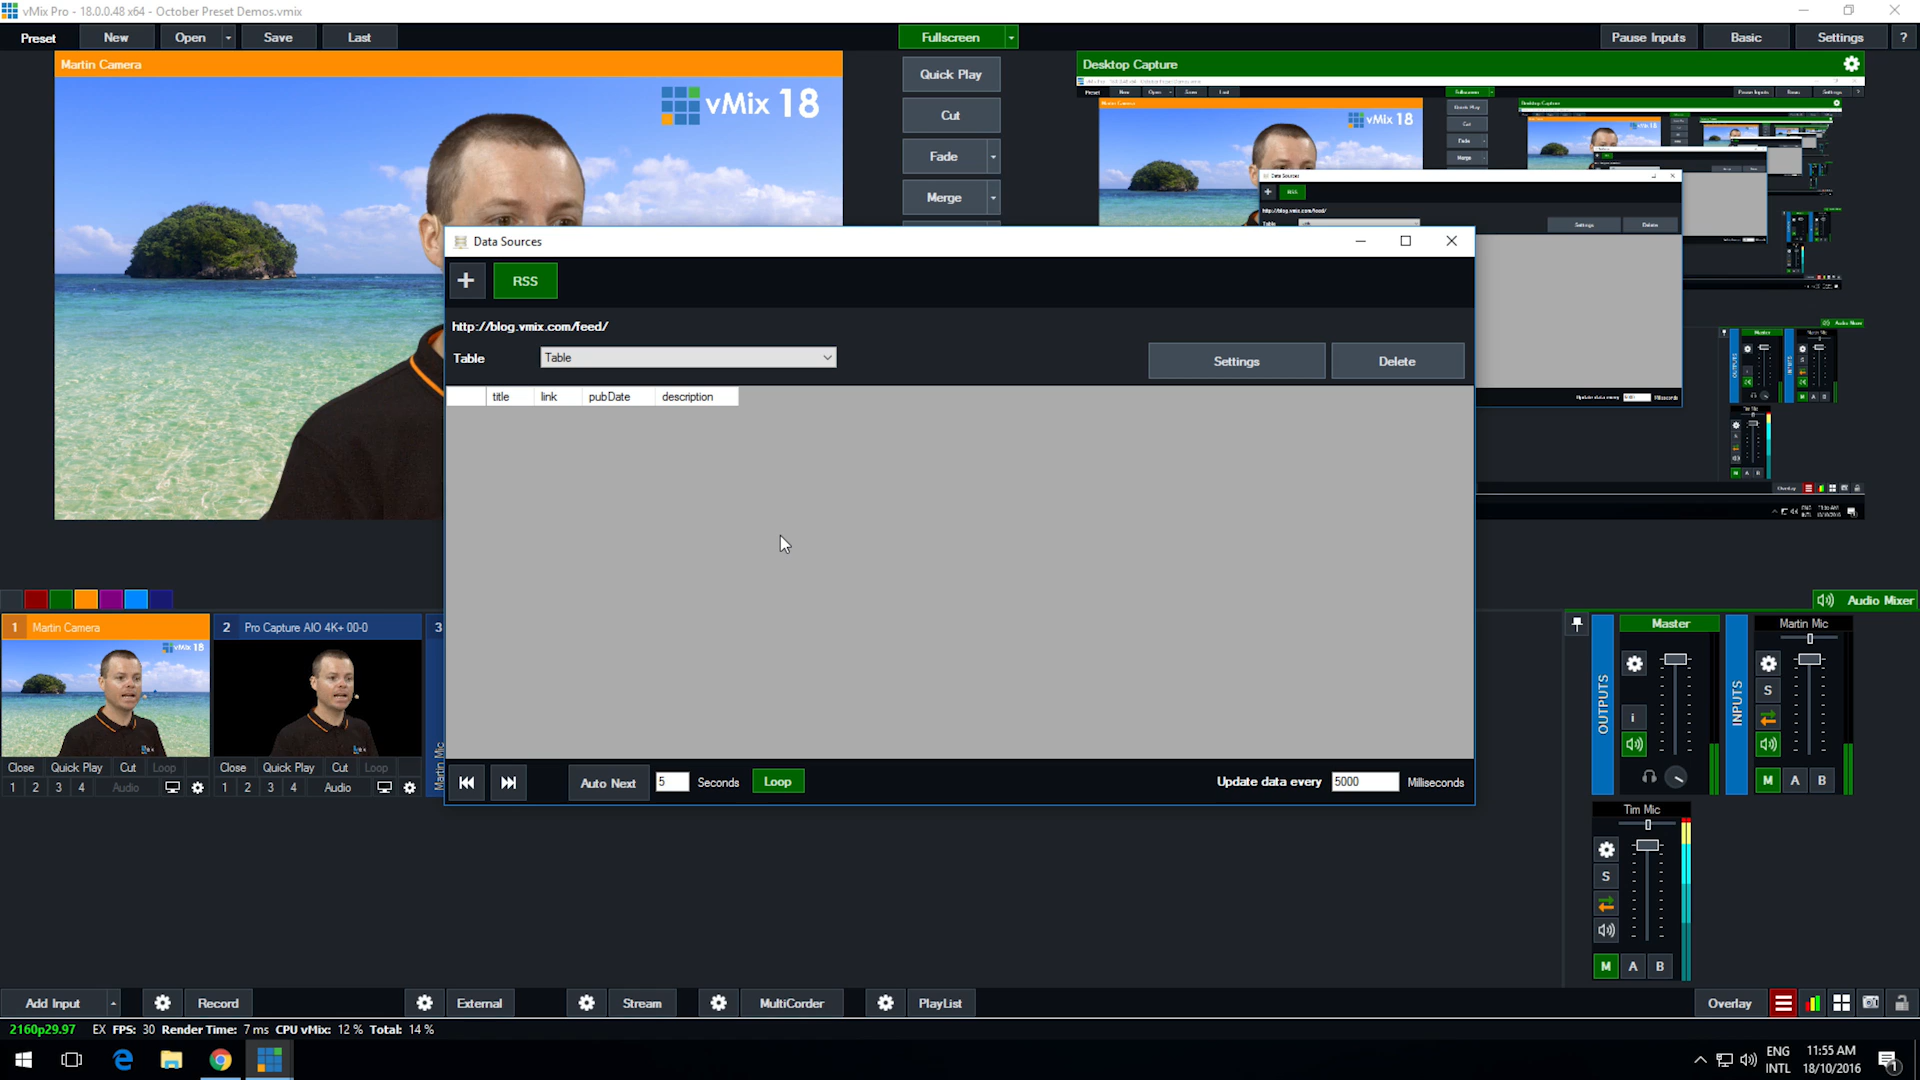 vMix Pro - 18.0.0.48 x64 - October Preset Demos.vmix
Preset New Open Save Last Fullscreen Pause Inputs Basic Settings ?
Martin Camera
vMix 18
Quick Play
Cut
Fade
Merge
Desktop Capture
Data Sources
RSS
http://blog.vmix.com/feed/
Table Table Settings Delete
title link pubDate description
Auto Next 5 Seconds Loop Update data every 5000 Milliseconds
1 Martin Camera
vMix 18
Close Quick Play Cut Loop
1 2 3 4 Audio
2 Pro Capture AIO 4K+ 00-0
Close Quick Play Cut Loop
1 2 3 4 Audio
3
Martin Mic
Audio Mixer
OUTPUTS
Master
i
INPUTS
Martin Mic
S
M A B
Tim Mic
S
M A B
Add Input Record External Stream MultiCorder PlayList Overlay
2160p29.97 EX FPS: 30 Render Time: 7 ms CPU vMix: 12 % Total: 14 %
ENG
INTL
11:55 AM
18/10/2016
1